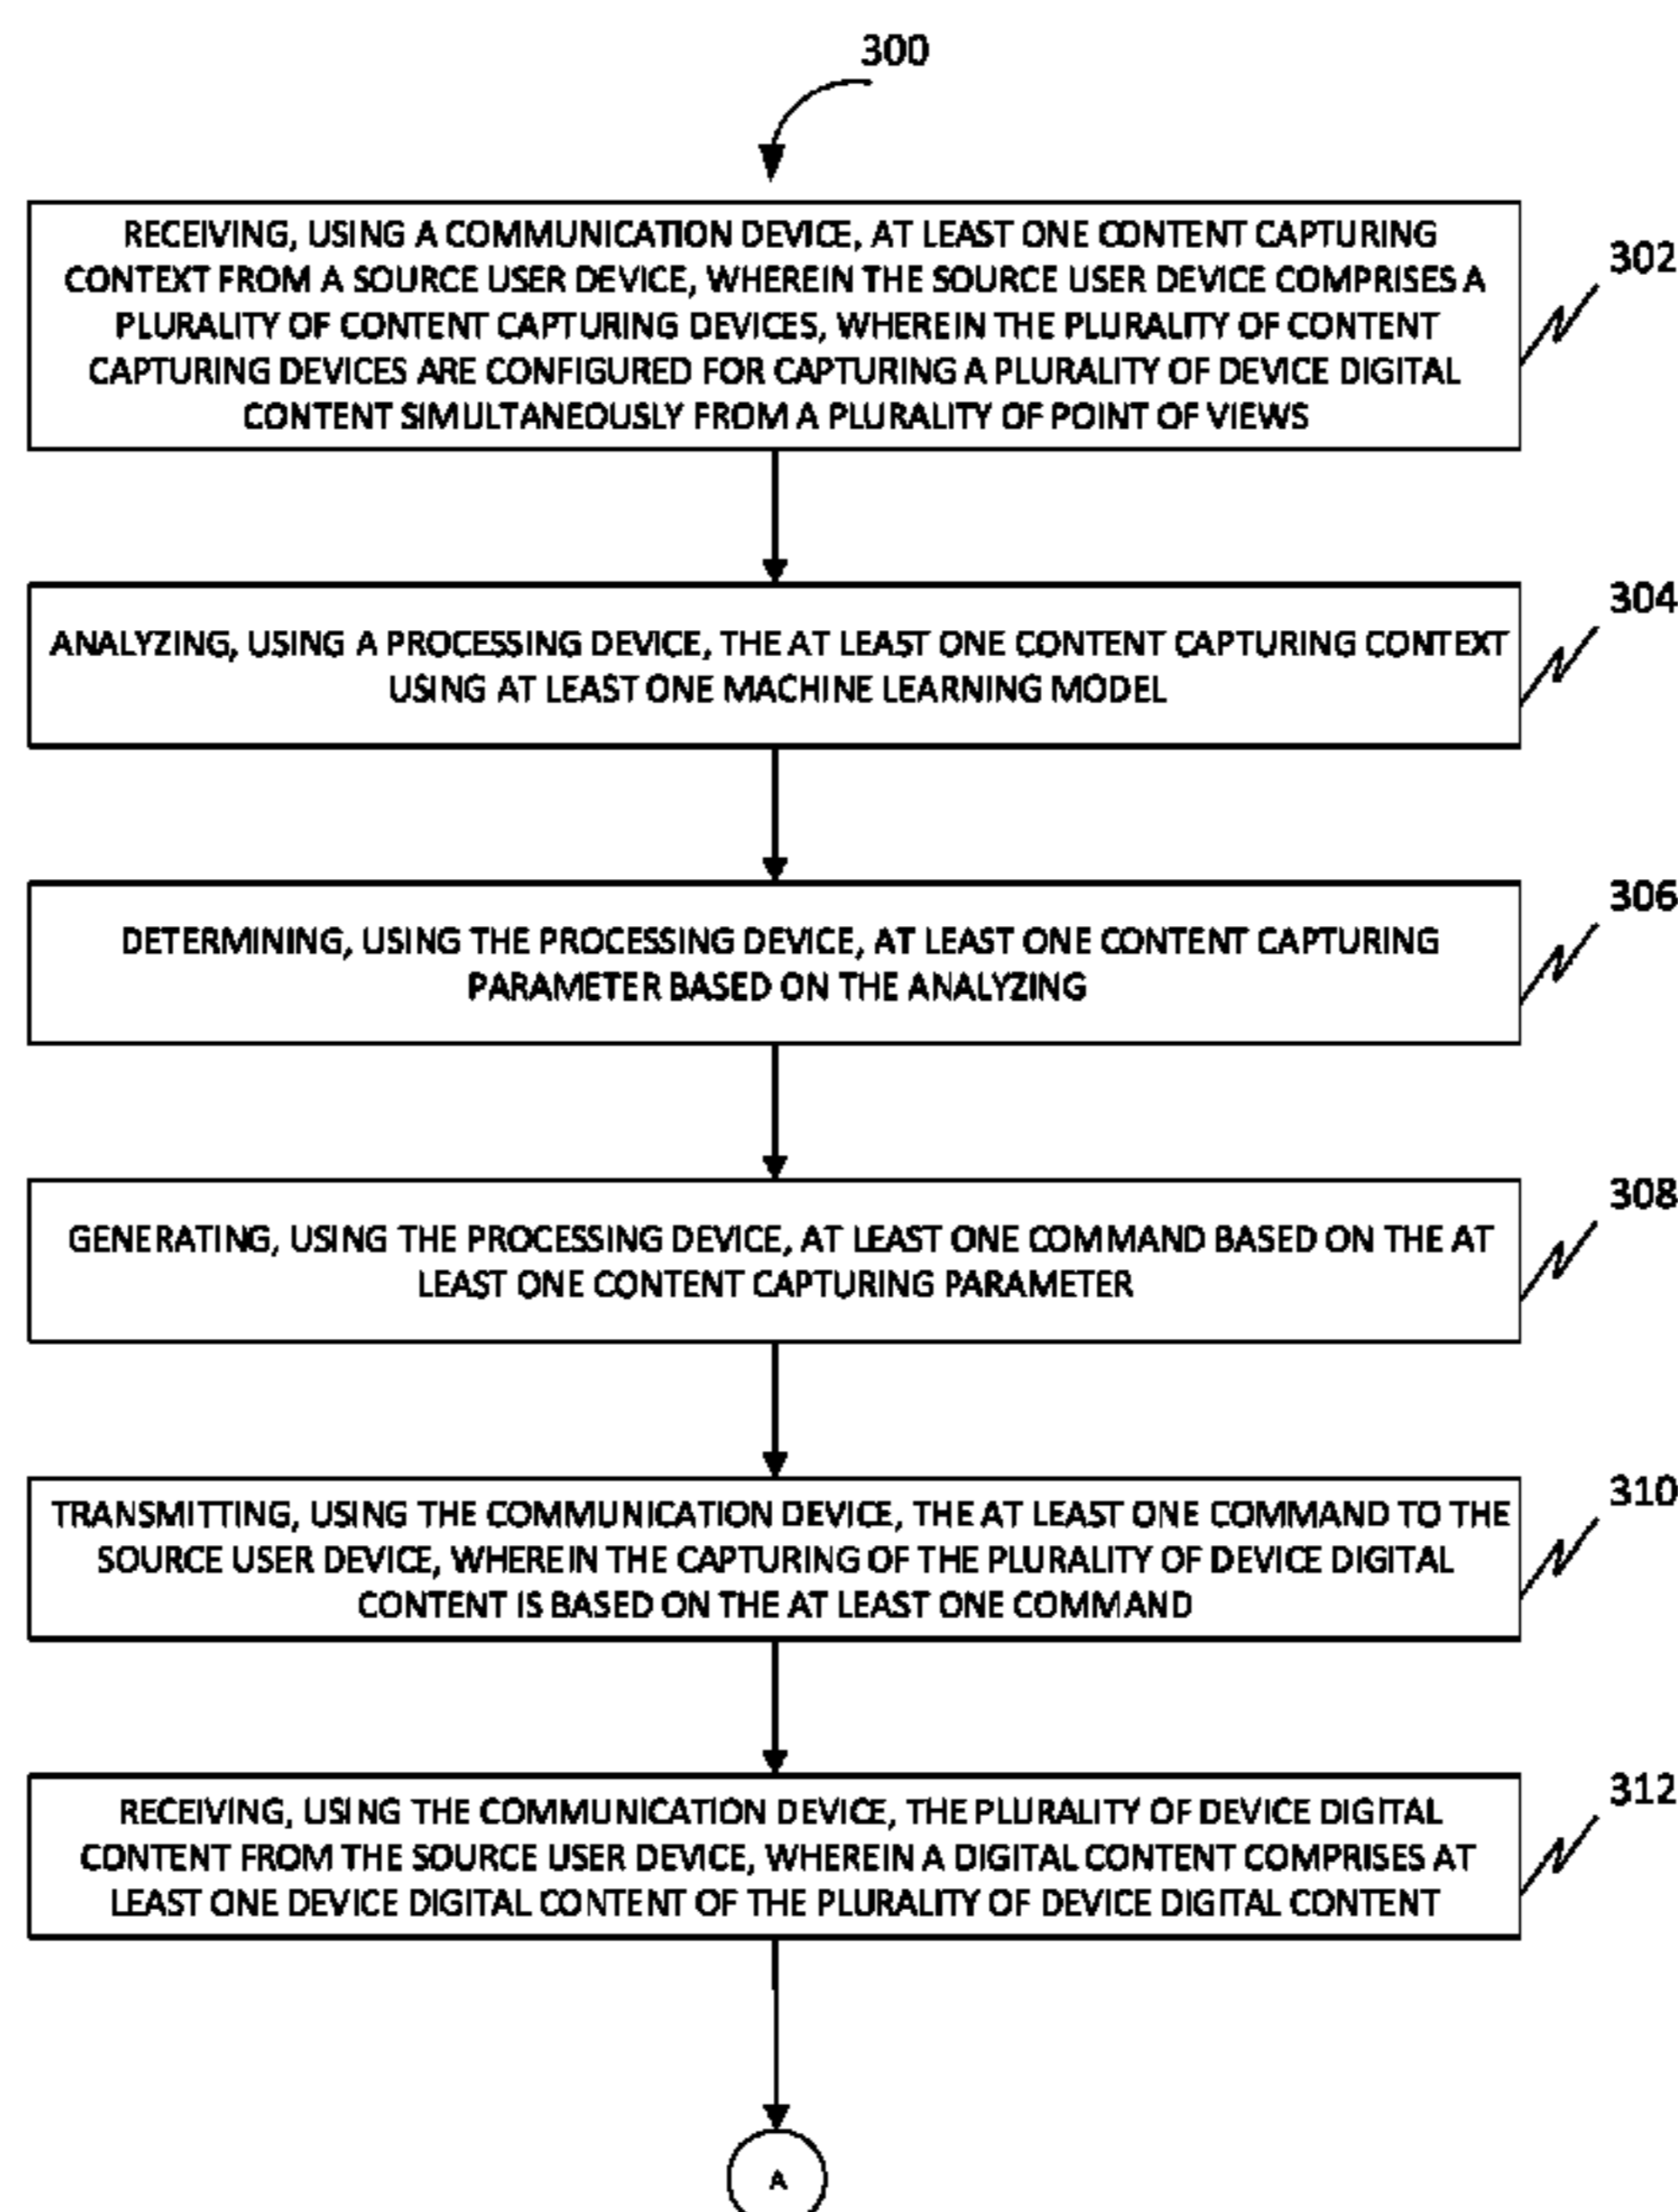 300
RECEIVING, USING A COMMUNICATION DEVICE, AT LEAST ONE CONTENT CAPTURING
CONTEXT FROM A SOURCE USER DEVICE, WHEREIN THE SOURCE USER DEVICE COMPRISES A
PLURALITY OF CONTENT CAPTURING DEVICES, WHEREIN THE PLURALITY OF CONTENT
CAPTURING DEVICES ARE CONFIGURED FOR CAPTURING A PLURALITY OF DEVICE DIGITAL
CONTENT SIMULTANEOUSLY FROM A PLURALITY OF POINT OF VIEWS
302
ANALYZING, USING A PROCESSING DEVICE, THE AT LEAST ONE CONTENT CAPTURING CONTEXT
USING AT LEAST ONE MACHINE LEARNING MODEL
304
DETERMINING, USING THE PROCESSING DEVICE, AT LEAST ONE CONTENT CAPTURING
PARAMETER BASED ON THE ANALYZING
306
GENERATING, USING THE PROCESSING DEVICE, AT LEAST ONE COMMAND BASED ON THE AT
LEAST ONE CONTENT CAPTURING PARAMETER
308
TRANSMITTING, USING THE COMMUNICATION DEVICE, THE AT LEAST ONE COMMAND TO THE
SOURCE USER DEVICE, WHEREIN THE CAPTURING OF THE PLURALITY OF DEVICE DIGITAL
CONTENT IS BASED ON THE AT LEAST ONE COMMAND
310
RECEIVING, USING THE COMMUNICATION DEVICE, THE PLURALITY OF DEVICE DIGITAL
CONTENT FROM THE SOURCE USER DEVICE, WHEREIN A DIGITAL CONTENT COMPRISES AT
LEAST ONE DEVICE DIGITAL CONTENT OF THE PLURALITY OF DEVICE DIGITAL CONTENT
312
A